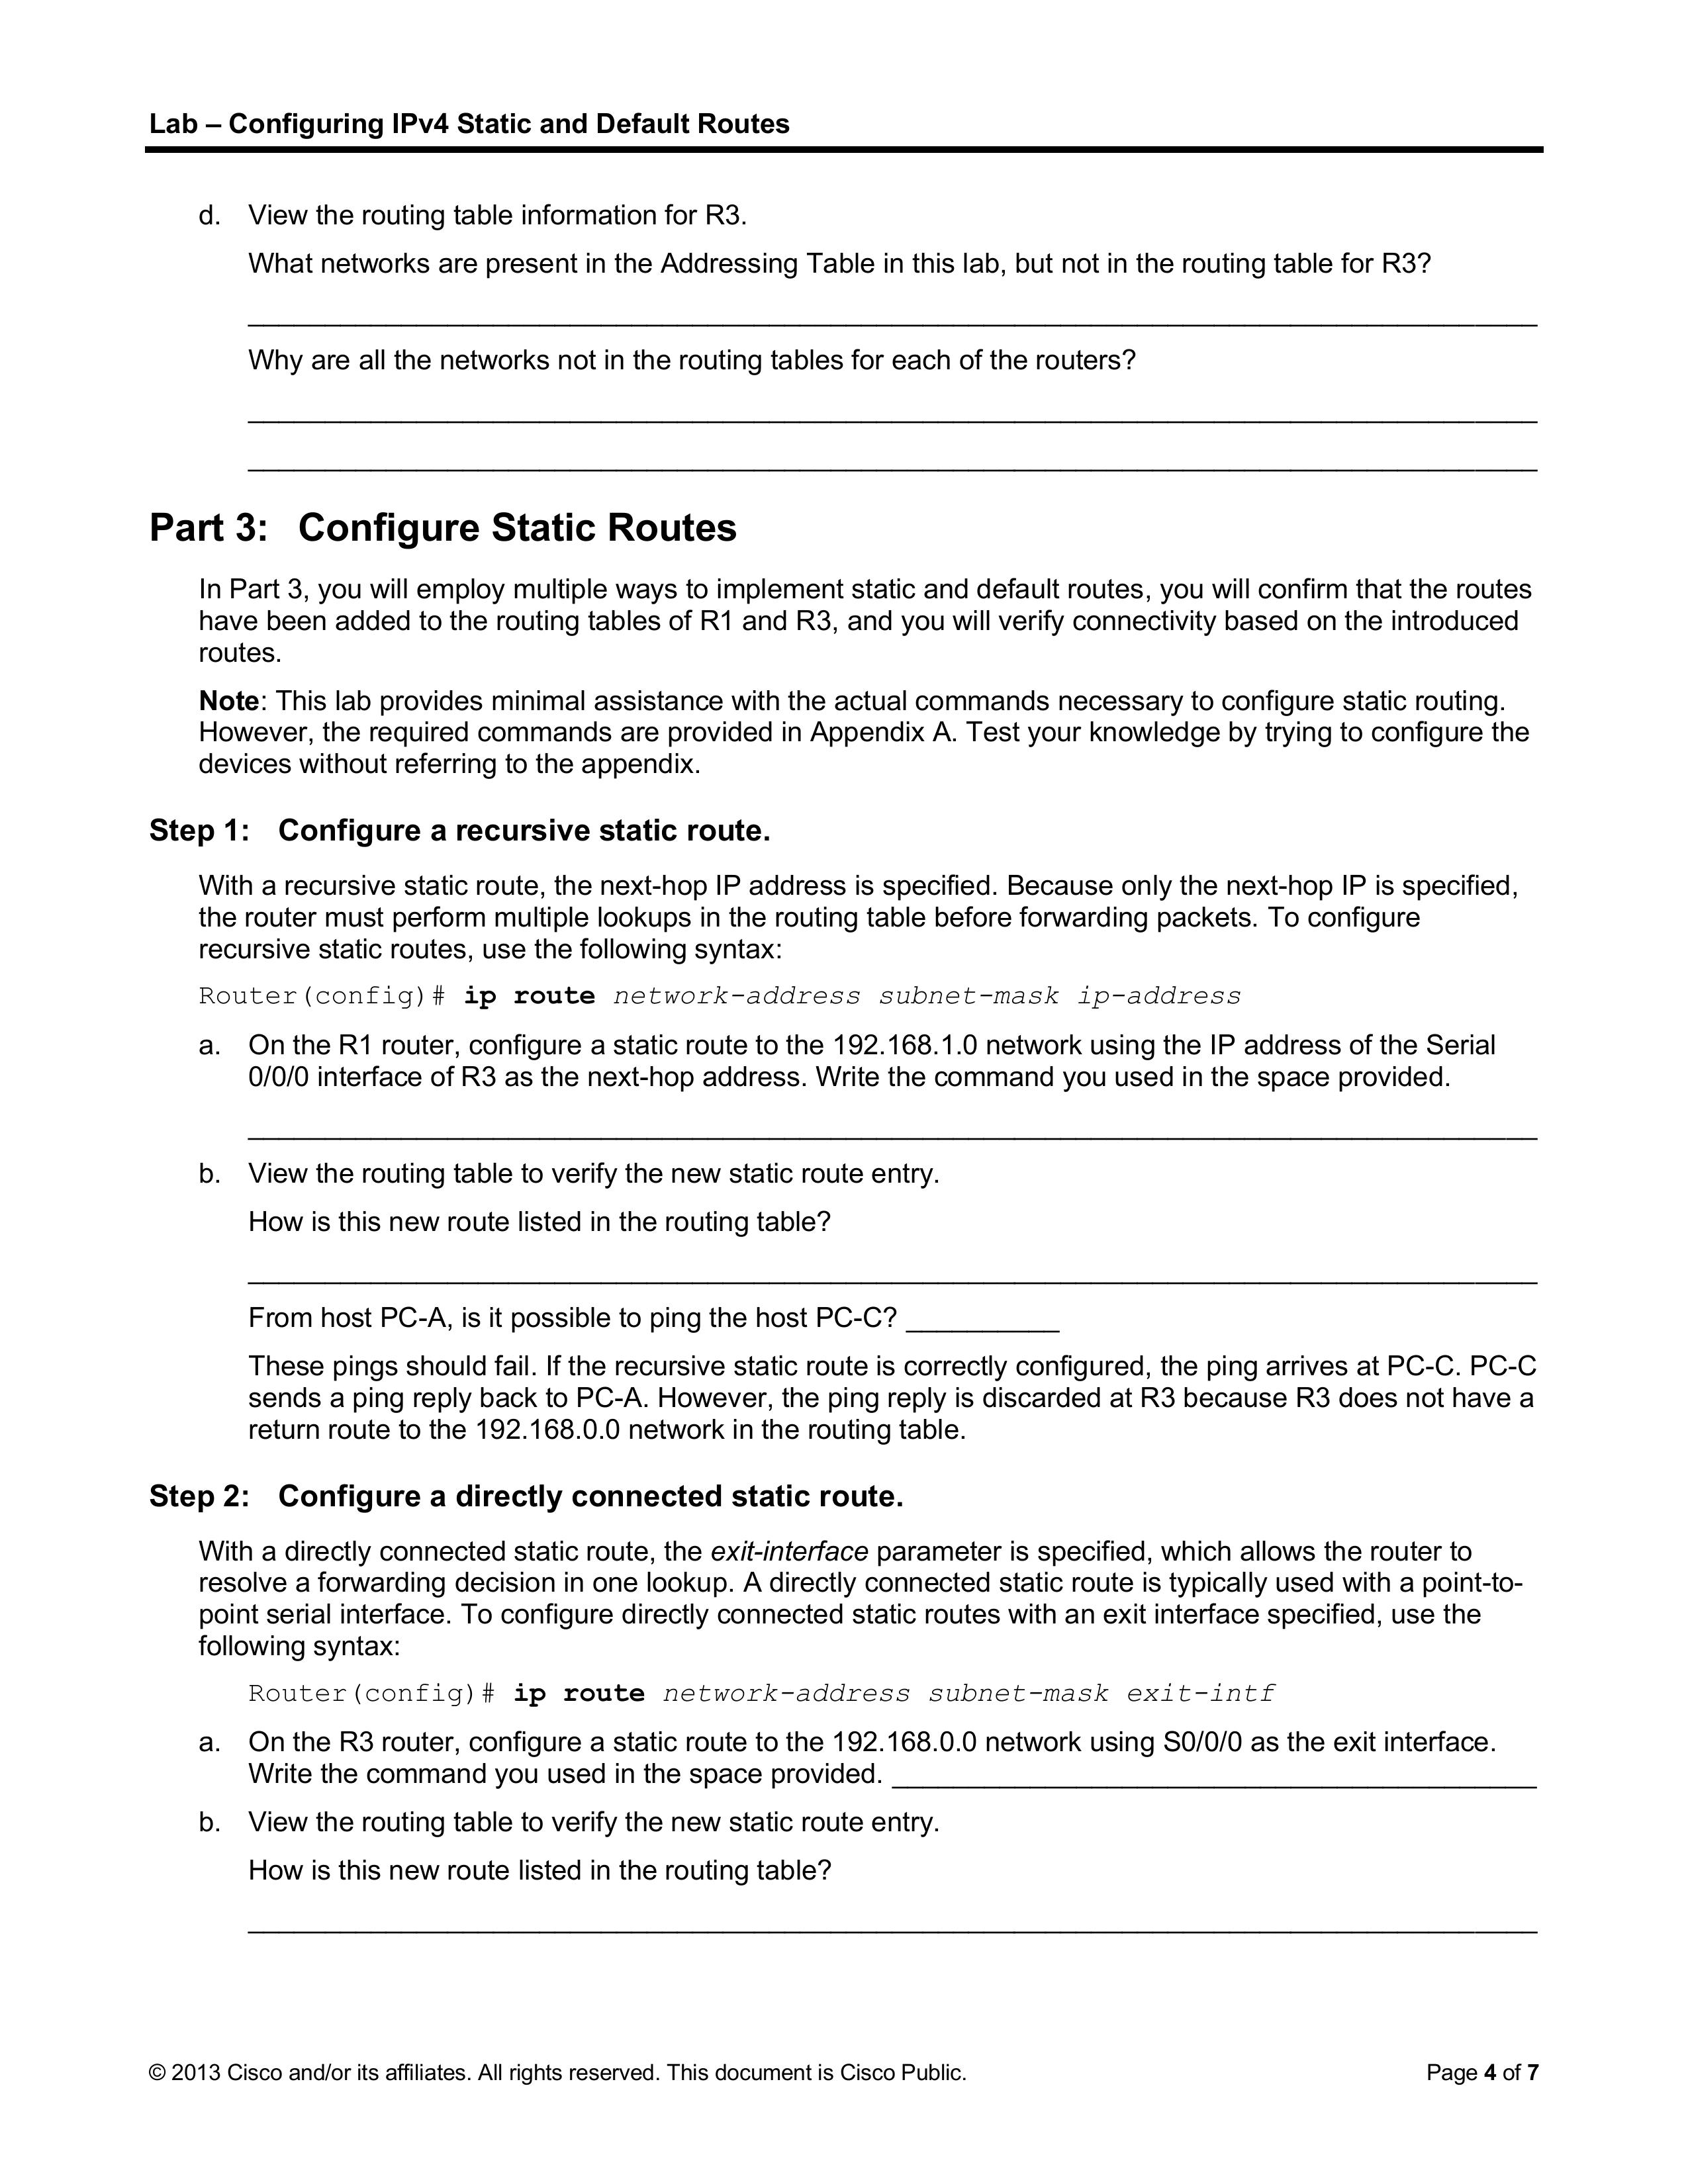 Lab – Configuring IPv4 Static and Default Routes
d. View the routing table information for R3.
What networks are present in the Addressing Table in this lab, but not in the routing table for R3?
Why are all the networks not in the routing tables for each of the routers?
Part 3: Configure Static Routes
In Part 3, you will employ multiple ways to implement static and default routes, you will confirm that the routes
have been added to the routing tables of R1 and R3, and you will verify connectivity based on the introduced
routes.
Note: This lab provides minimal assistance with the actual commands necessary to configure static routing.
However, the required commands are provided in Appendix A. Test your knowledge by trying to configure the
devices without referring to the appendix.
Step 1: Configure a recursive static route.
With a recursive static route, the next-hop IP address is specified. Because only the next-hop IP is specified,
the router must perform multiple lookups in the routing table before forwarding packets. To configure
recursive static routes, use the following syntax:
Router(config)# ip route network-address subnet-mask ip-address
a. On the R1 router, configure a static route to the 192.168.1.0 network using the IP address of the Serial
0/0/0 interface of R3 as the next-hop address. Write the command you used in the space provided.
b. View the routing table to verify the new static route entry.
How is this new route listed in the routing table?
From host PC-A, is it possible to ping the host PC-C? __________
These pings should fail. If the recursive static route is correctly configured, the ping arrives at PC-C. PC-C
sends a ping reply back to PC-A. However, the ping reply is discarded at R3 because R3 does not have a
return route to the 192.168.0.0 network in the routing table.
Step 2: Configure a directly connected static route.
With a directly connected static route, the exit-interface parameter is specified, which allows the router to
resolve a forwarding decision in one lookup. A directly connected static route is typically used with a point-to-
point serial interface. To configure directly connected static routes with an exit interface specified, use the
following syntax:
Router(config)# ip route network-address subnet-mask exit-intf
a. On the R3 router, configure a static route to the 192.168.0.0 network using S0/0/0 as the exit interface.
Write the command you used in the space provided. __________
b. View the routing table to verify the new static route entry.
How is this new route listed in the routing table?
© 2013 Cisco and/or its affiliates. All rights reserved. This document is Cisco Public. Page 4 of 7